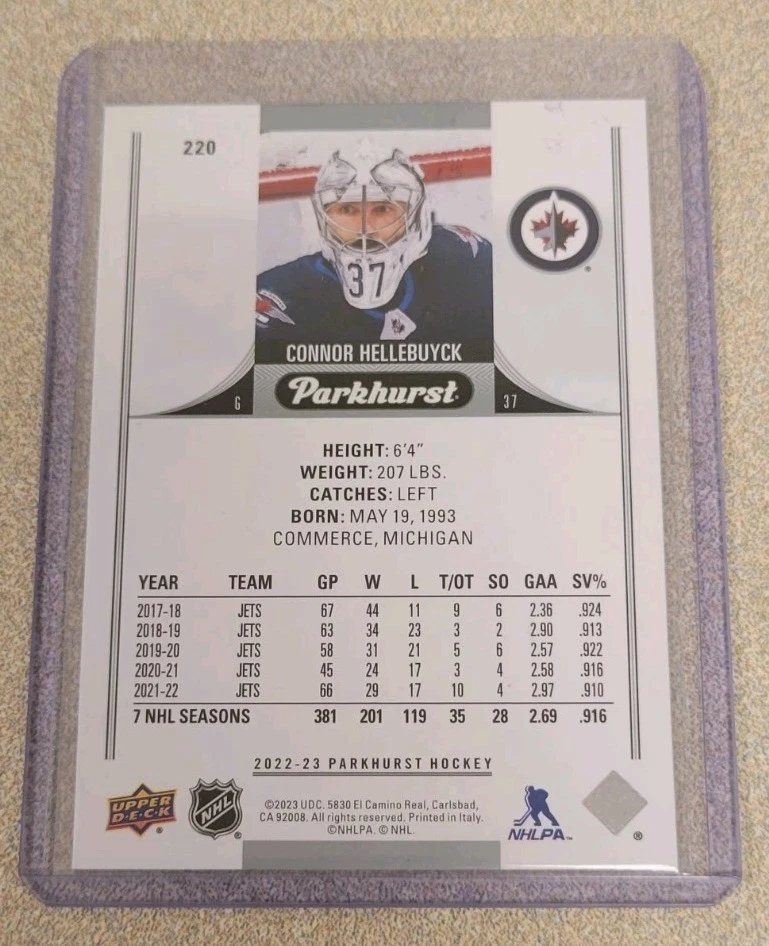 220
37
CONNOR HELLEBUYCK
G Parkhurst 37
HEIGHT: 6'4"
WEIGHT: 207 LBS.
CATCHES: LEFT
BORN: MAY 19, 1993
COMMERCE, MICHIGAN
YEAR TEAM GP W L T/OT SO GAA SV%
2017-18 JETS 67 44 11 9 6 2.36 .924
2018-19 JETS 63 34 23 3 2 2.90 .913
2019-20 JETS 58 31 21 5 6 2.57 .922
2020-21 JETS 45 24 17 3 4 2.58 .916
2021-22 JETS 66 29 17 10 4 2.97 .910
7 NHL SEASONS 381 201 119 35 28 2.69 .916
2022-23 PARKHURST HOCKEY
UPPER
D·E·C·K ®
NHL ®
©2023 UDC. 5830 El Camino Real, Carlsbad,
CA 92008. All rights reserved. Printed in Italy.
©NHLPA. © NHL.
NHLPA™
®